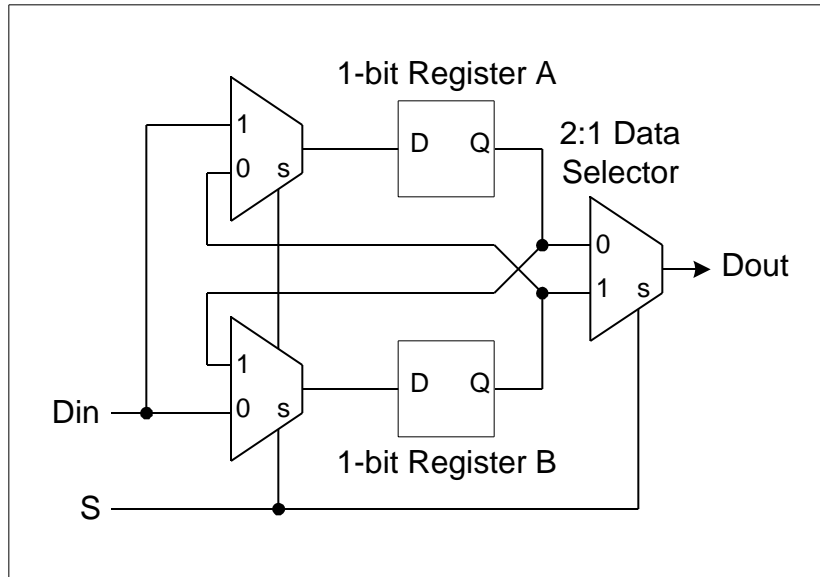 1-bit Register A
1
0
s
D
Q
2:1 Data
Selector
0
1
s
Dout
1
0
s
D
Q
Din
1-bit Register B
S